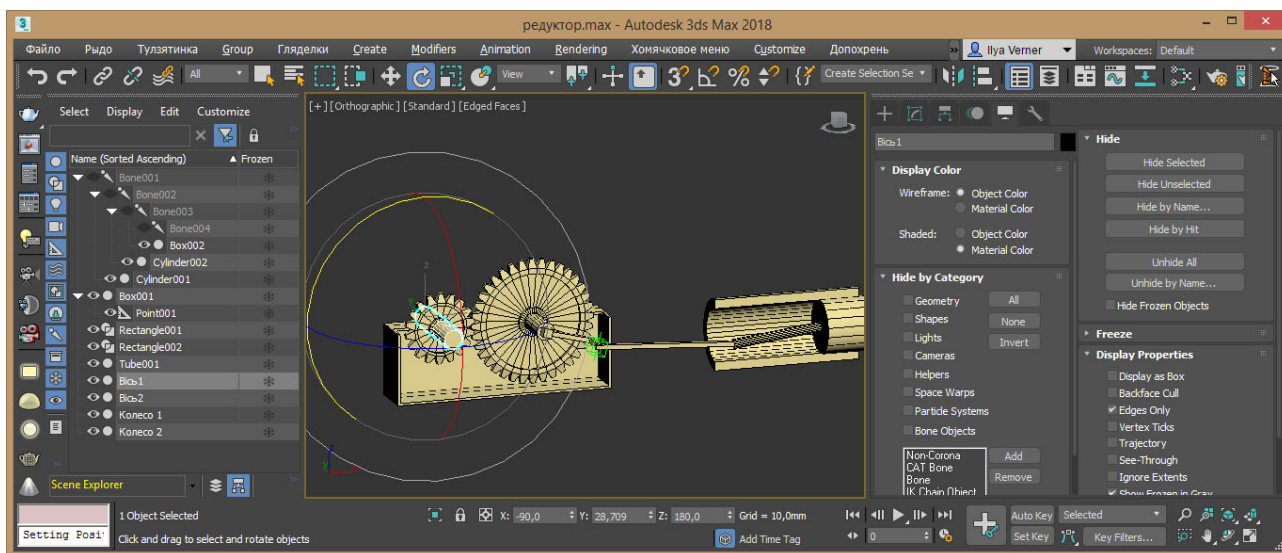 редуктор.max - Autodesk 3ds Max 2018
Файло Рыдо Тулзятинка Group Гляделки Create Modifiers Animation Rendering Хомячковое меню Customize Допохрень » Ilya Verner Workspaces: Default
All View Create Selection Se
Select Display Edit Customize
Name (Sorted Ascending) ▲ Frozen
Bone001
Bone002
Bone003
Bone004
Box002
Cylinder002
Cylinder001
Box001
Point001
Rectangle001
Rectangle002
Tube001
Вісь1
Вісь2
Колесо 1
Колесо 2
Scene Explorer
[+] [Orthographic] [Standard] [Edged Faces]
z
Вісь1
Display Color
Wireframe: Object Color
Material Color
Shaded: Object Color
Material Color
Hide by Category
Geometry All
Shapes None
Lights Invert
Cameras
Helpers
Space Warps
Particle Systems
Bone Objects
Non-Corona Add
CAT Bone
Bone Remove
IK Chain Object
Hide
Hide Selected
Hide Unselected
Hide by Name...
Hide by Hit
Unhide All
Unhide by Name...
Hide Frozen Objects
Freeze
Display Properties
Display as Box
Backface Cull
Edges Only
Vertex Ticks
Trajectory
See-Through
Ignore Extents
Show Frozen in Gray
1 Object Selected X: -90,0 Y: 28,709 Z: 180,0 Grid = 10,0mm Auto Key Selected
Setting Posi Click and drag to select and rotate objects Add Time Tag 0 Set Key Key Filters...